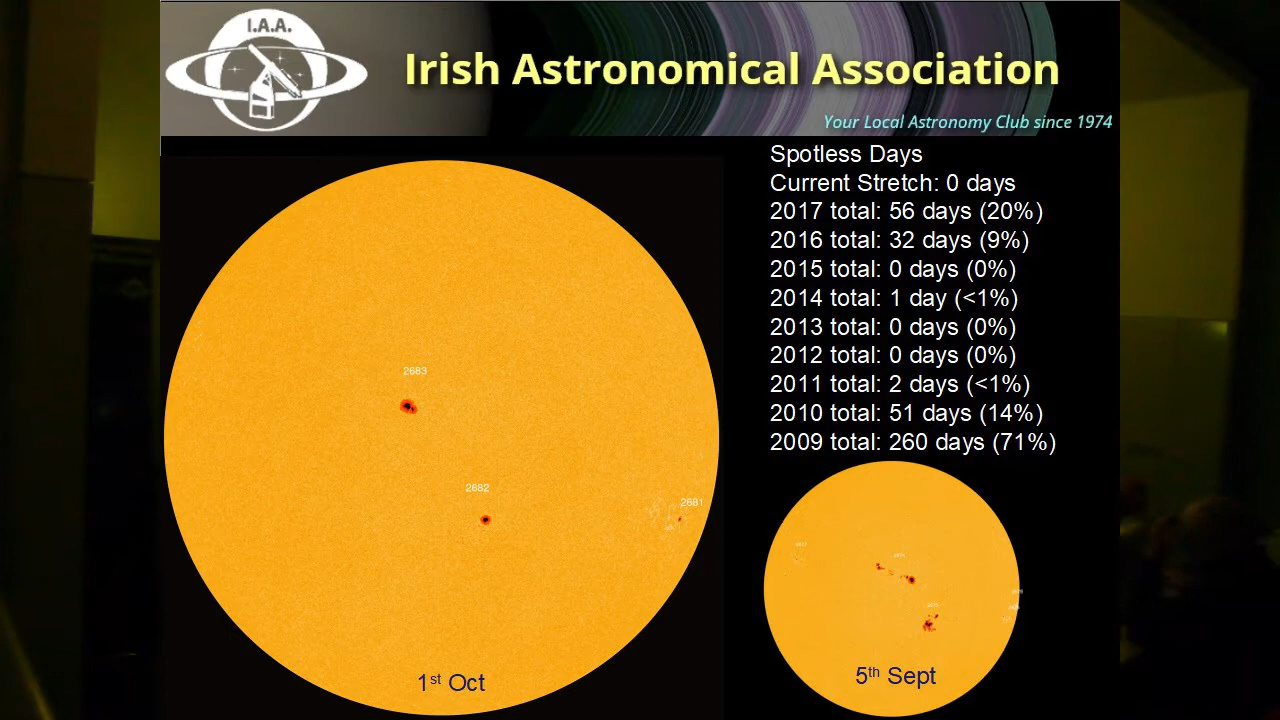 I.A.A.
Irish Astronomical Association
Your Local Astronomy Club since 1974
Spotless Days
Current Stretch: 0 days
2017 total: 56 days (20%)
2016 total: 32 days (9%)
2015 total: 0 days (0%)
2014 total: 1 day (<1%)
2013 total: 0 days (0%)
2012 total: 0 days (0%)
2011 total: 2 days (<1%)
2010 total: 51 days (14%)
2009 total: 260 days (71%)
2683
2682
2681
1st Oct
5th Sept